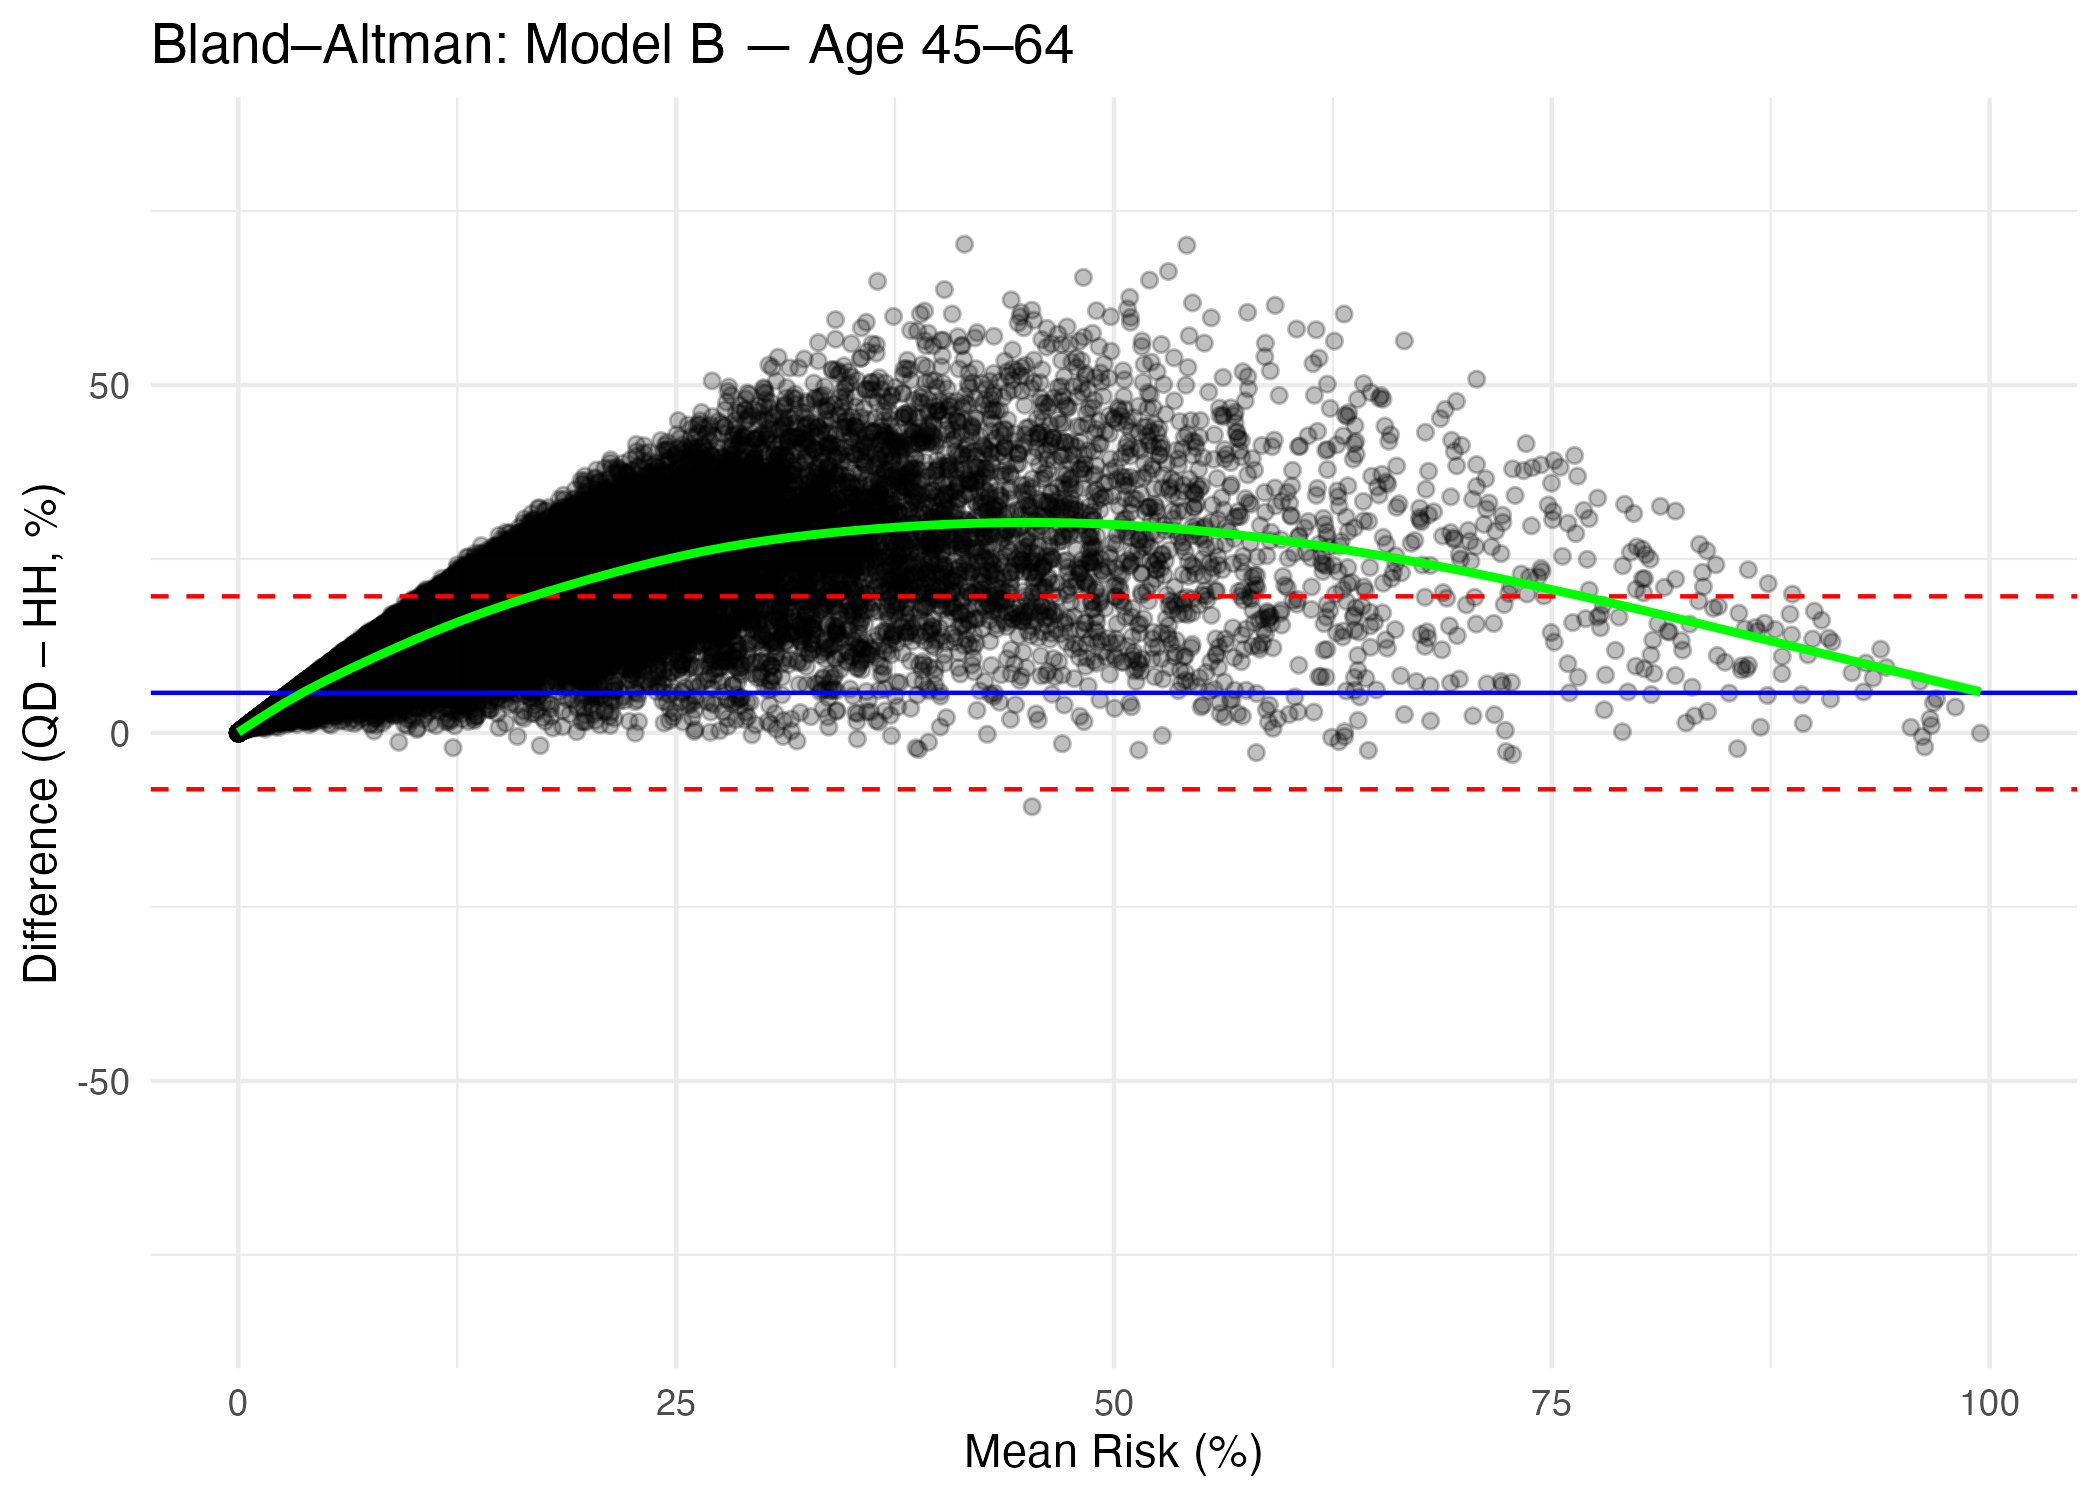 Bland–Altman: Model B — Age 45–64
Difference (QD – HH, %)
50
0
-50
0
25
50
75
100
Mean Risk (%)